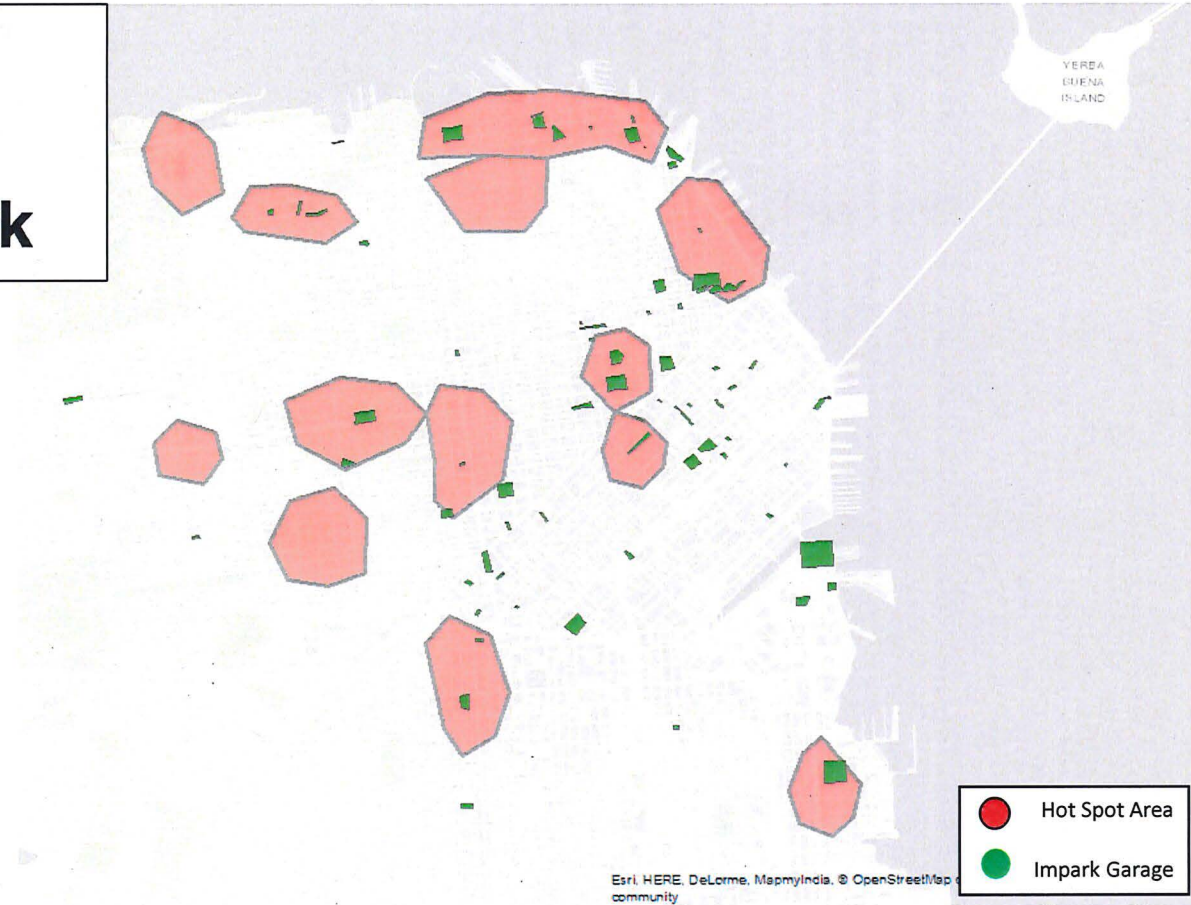 k
YERBA
BUENA
ISLAND
Hot Spot Area
Impark Garage
Esri, HERE, DeLorme, MapmyIndia, © OpenStreetMap
community